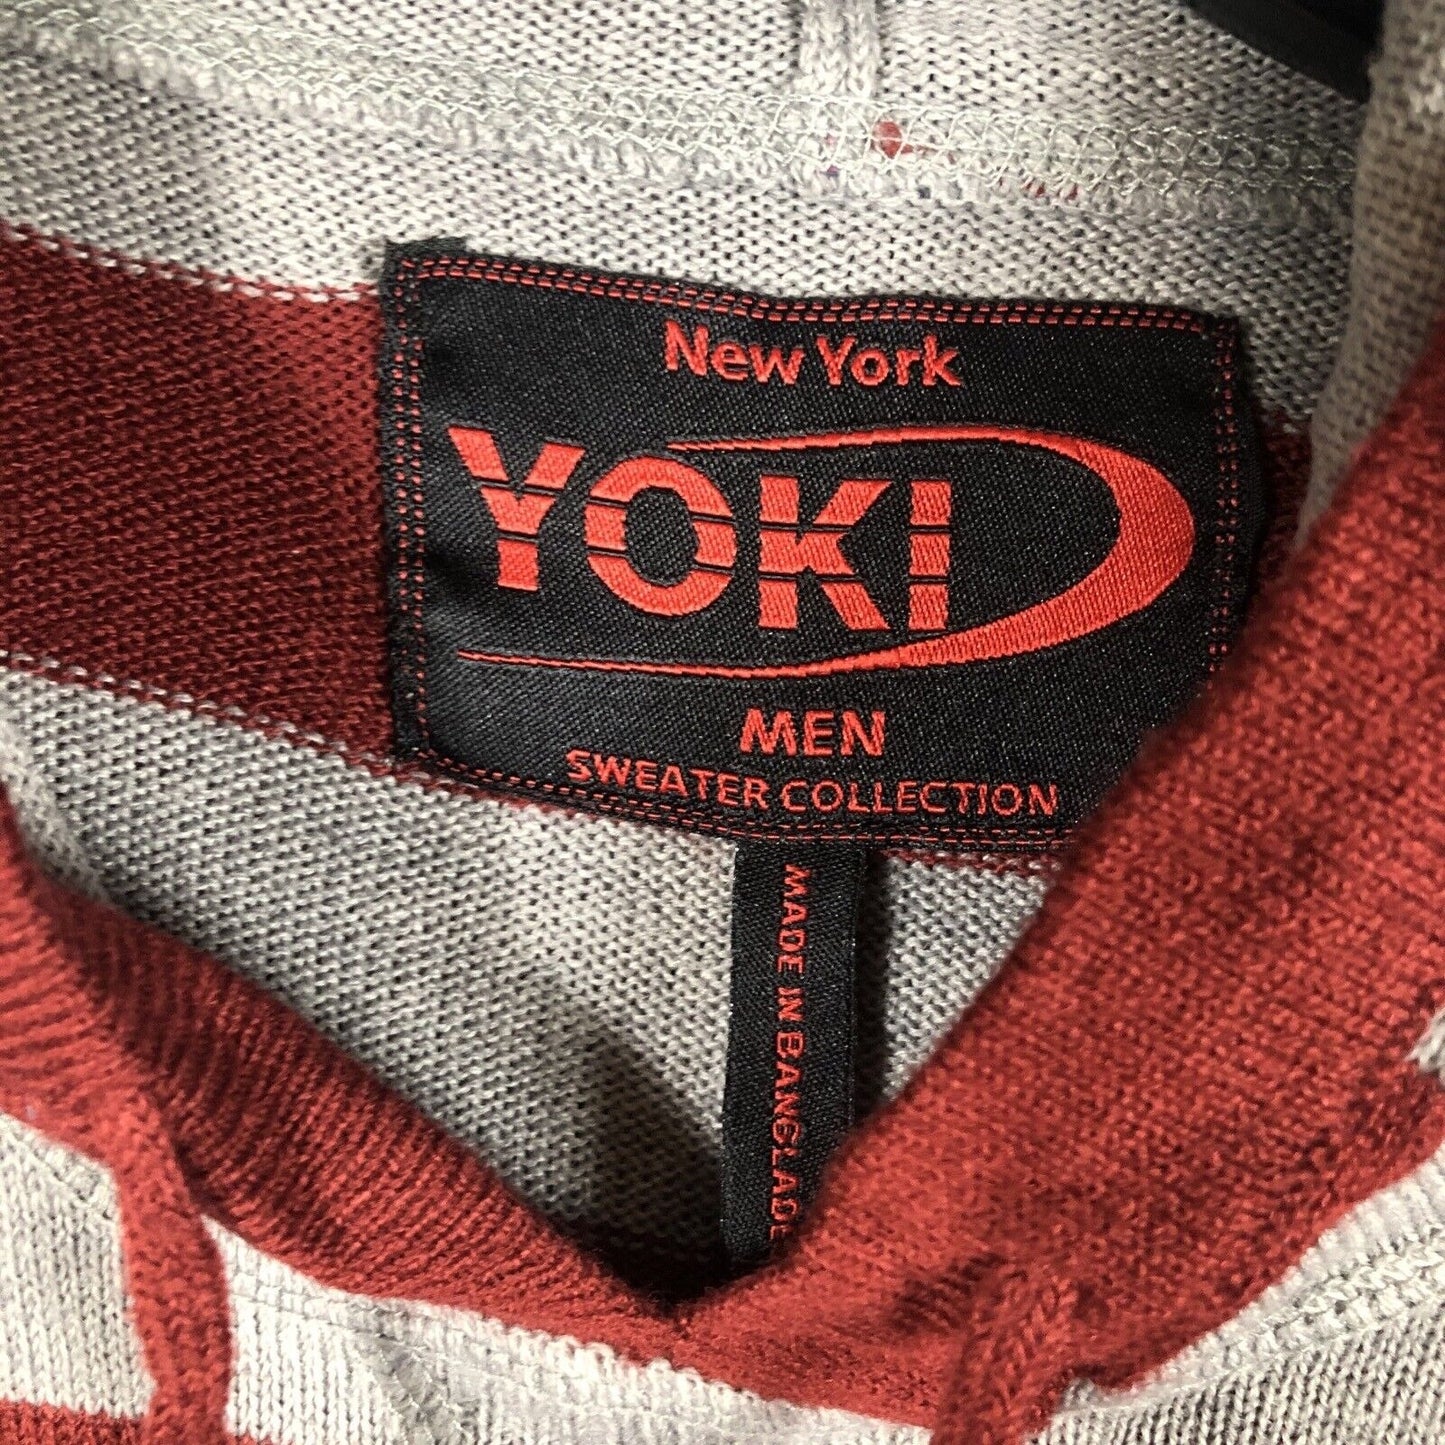 New York
YOKI
MEN
SWEATER COLLECTION
MADE IN BANGLADE